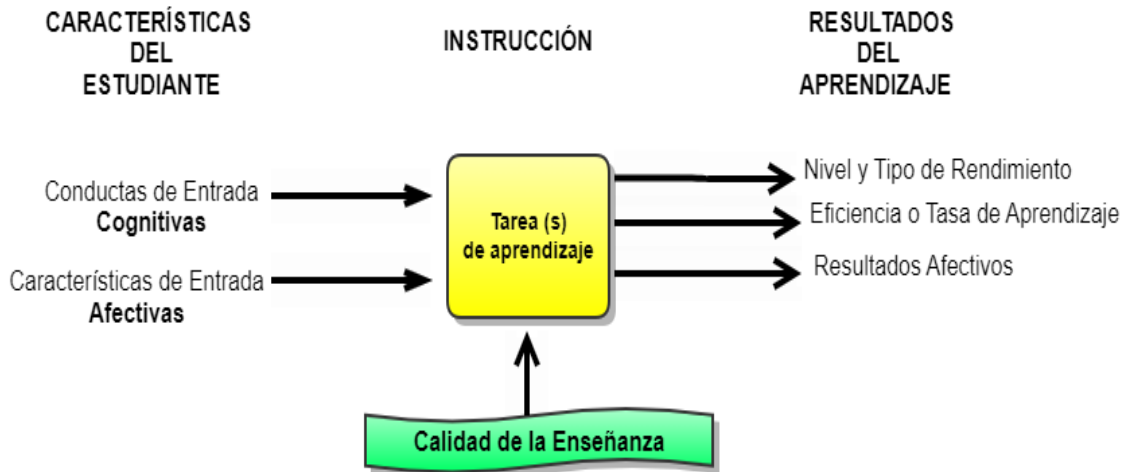 CARACTERÍSTICAS
DEL
ESTUDIANTE
INSTRUCCIÓN
RESULTADOS
DEL
APRENDIZAJE
Conductas de Entrada
Cognitivas
Características de Entrada
Afectivas
Tarea (s)
de aprendizaje
Nivel y Tipo de Rendimiento
Eficiencia o Tasa de Aprendizaje
Resultados Afectivos
Calidad de la Enseñanza